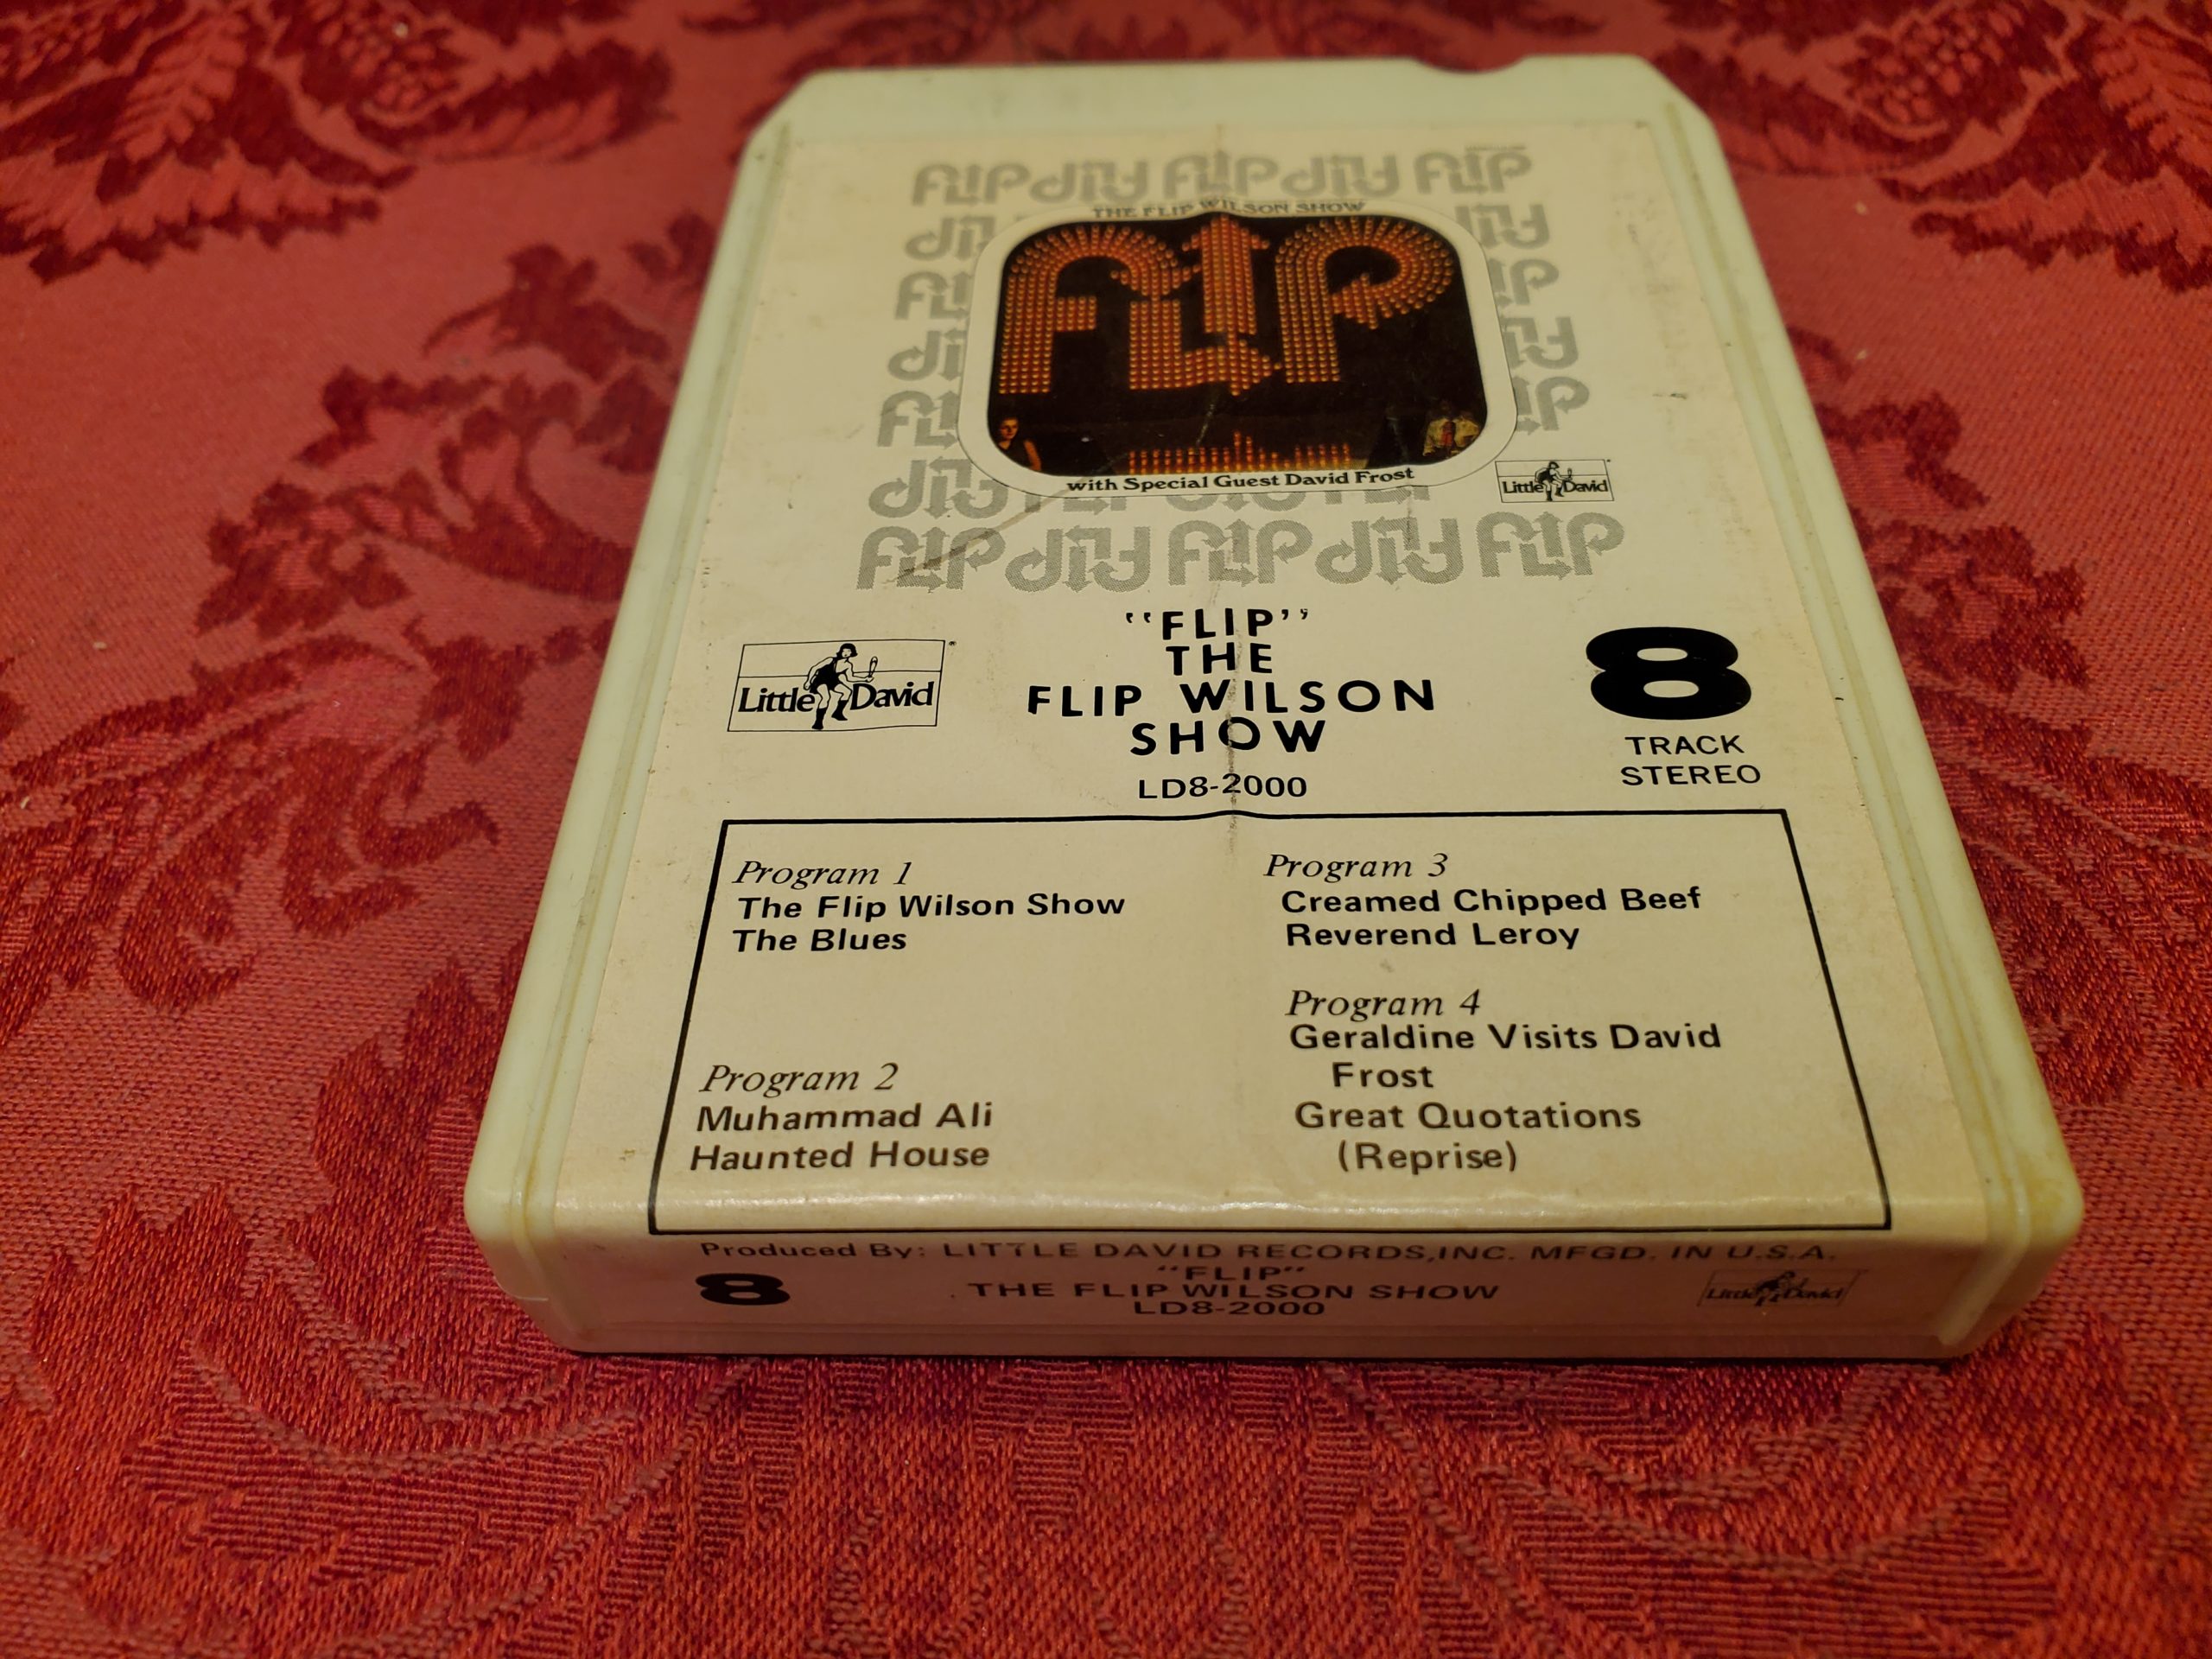 FLIP FLIP FLIP FLIP FLIP
THE FLIP WILSON SHOW
FLIP
with Special Guest David Frost
Little David
FLIP FLIP FLIP FLIP FLIP
Little David
"FLIP"
THE
FLIP WILSON
SHOW
LD8-2000
8
TRACK
STEREO
Program 1
The Flip Wilson Show
The Blues
Program 2
Muhammad Ali
Haunted House
Program 3
Creamed Chipped Beef
Reverend Leroy
Program 4
Geraldine Visits David
Frost
Great Quotations
(Reprise)
Produced By: LITTLE DAVID RECORDS, INC. MFGD. IN U.S.A.
8
"FLIP"
THE FLIP WILSON SHOW
LD8-2000
Little David